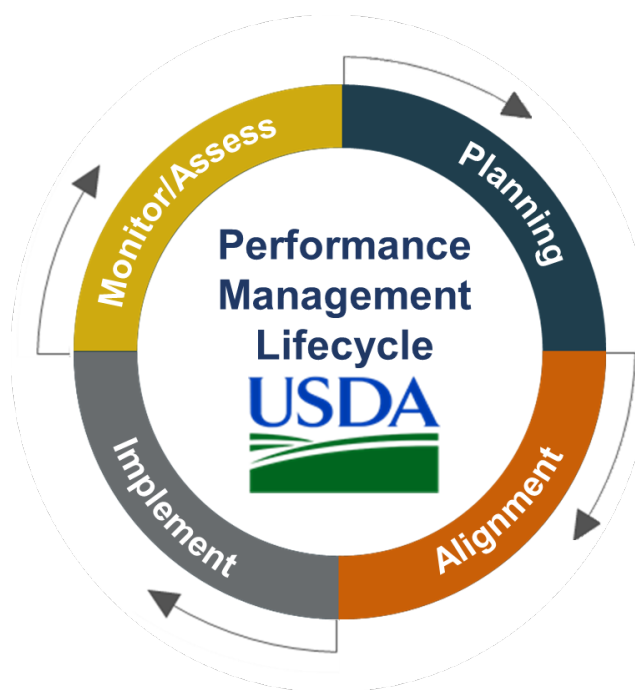 Performance
Management
Lifecycle
USDA
Planning
Alignment
Implement
Monitor/Assess